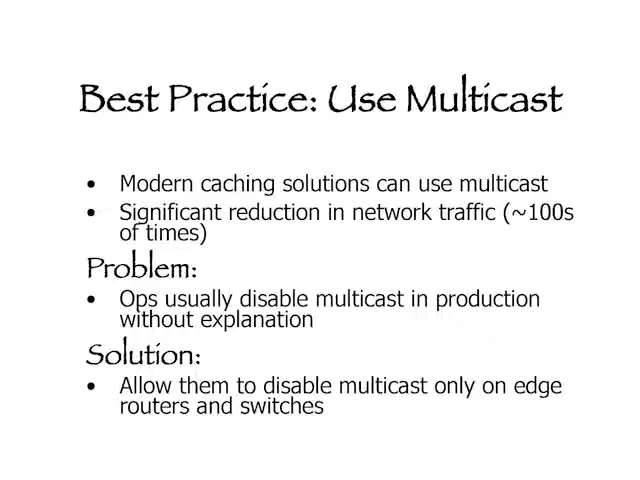 Best Practice: Use Multicast
• Modern caching solutions can use multicast
• Significant reduction in network traffic (~100s
of times)
Problem:
• Ops usually disable multicast in production
without explanation
Solution:
• Allow them to disable multicast only on edge
routers and switches